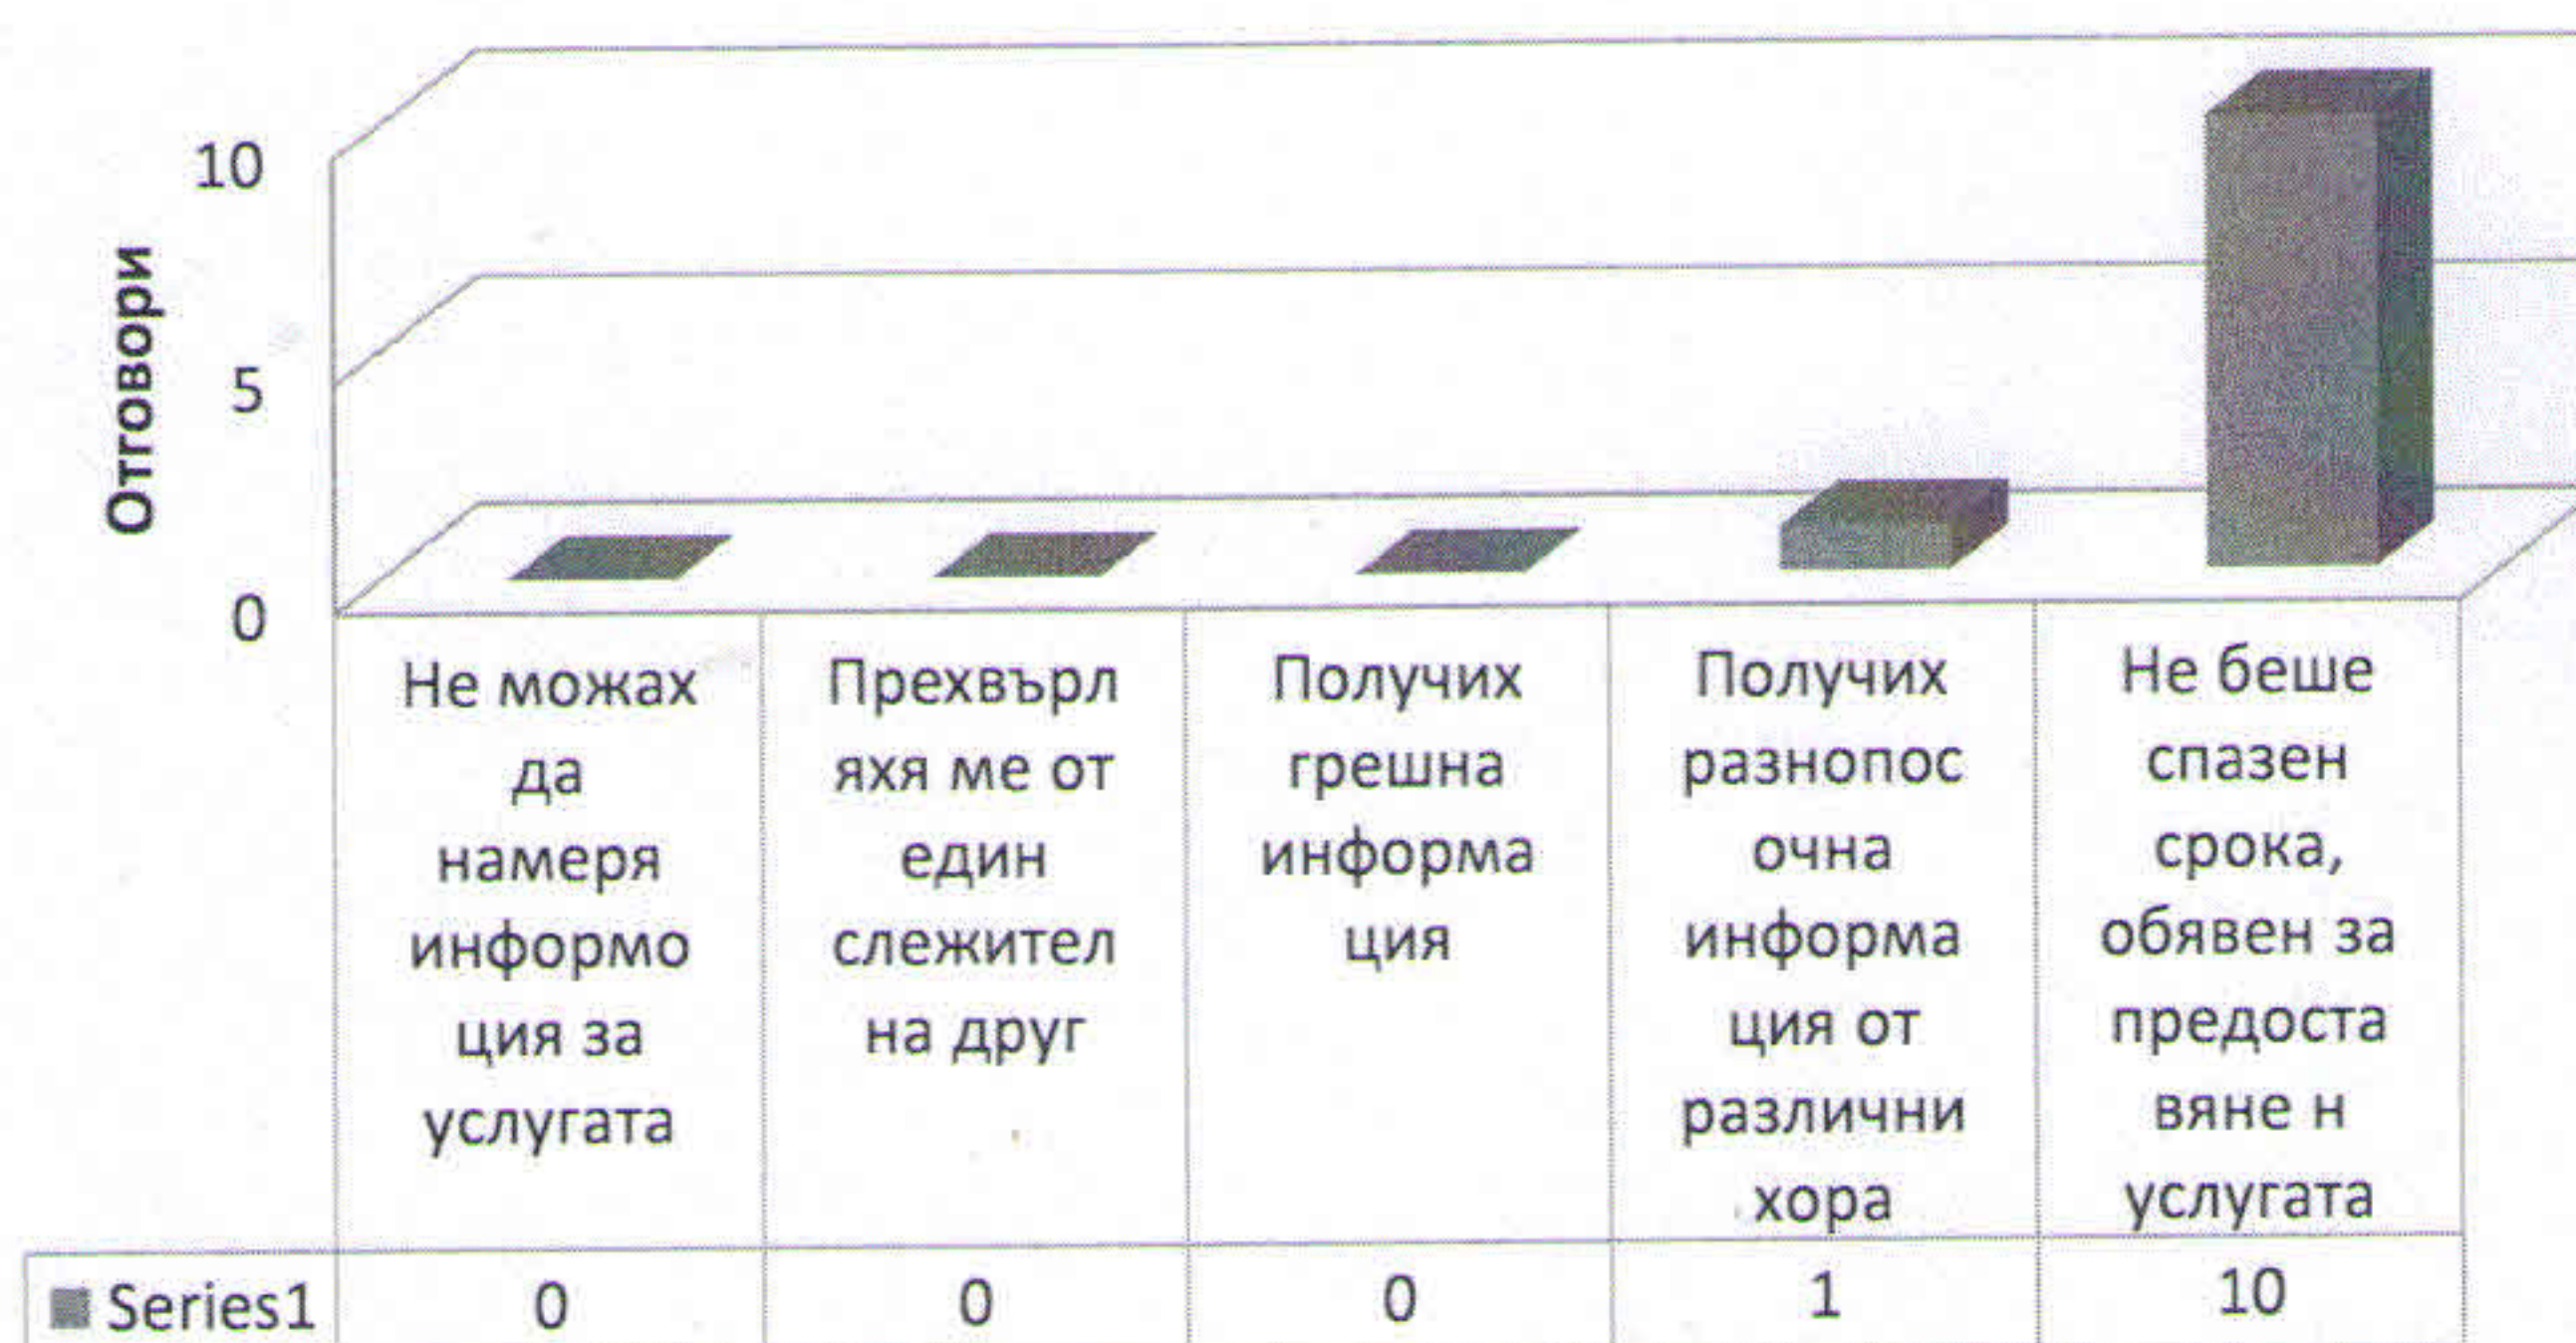 10
5
0
Отговори
Не можах
да
намеря
информо
ция за
услугата
Прехвърл
яхя ме от
един
слежител
на друг
Получих
грешна
информа
ция
Получих
разнопос
очна
информа
ция от
различни
хора
Не беше
спазен
срока,
обявен за
предоста
вяне н
услугата
Series1 0 0 0 1 10